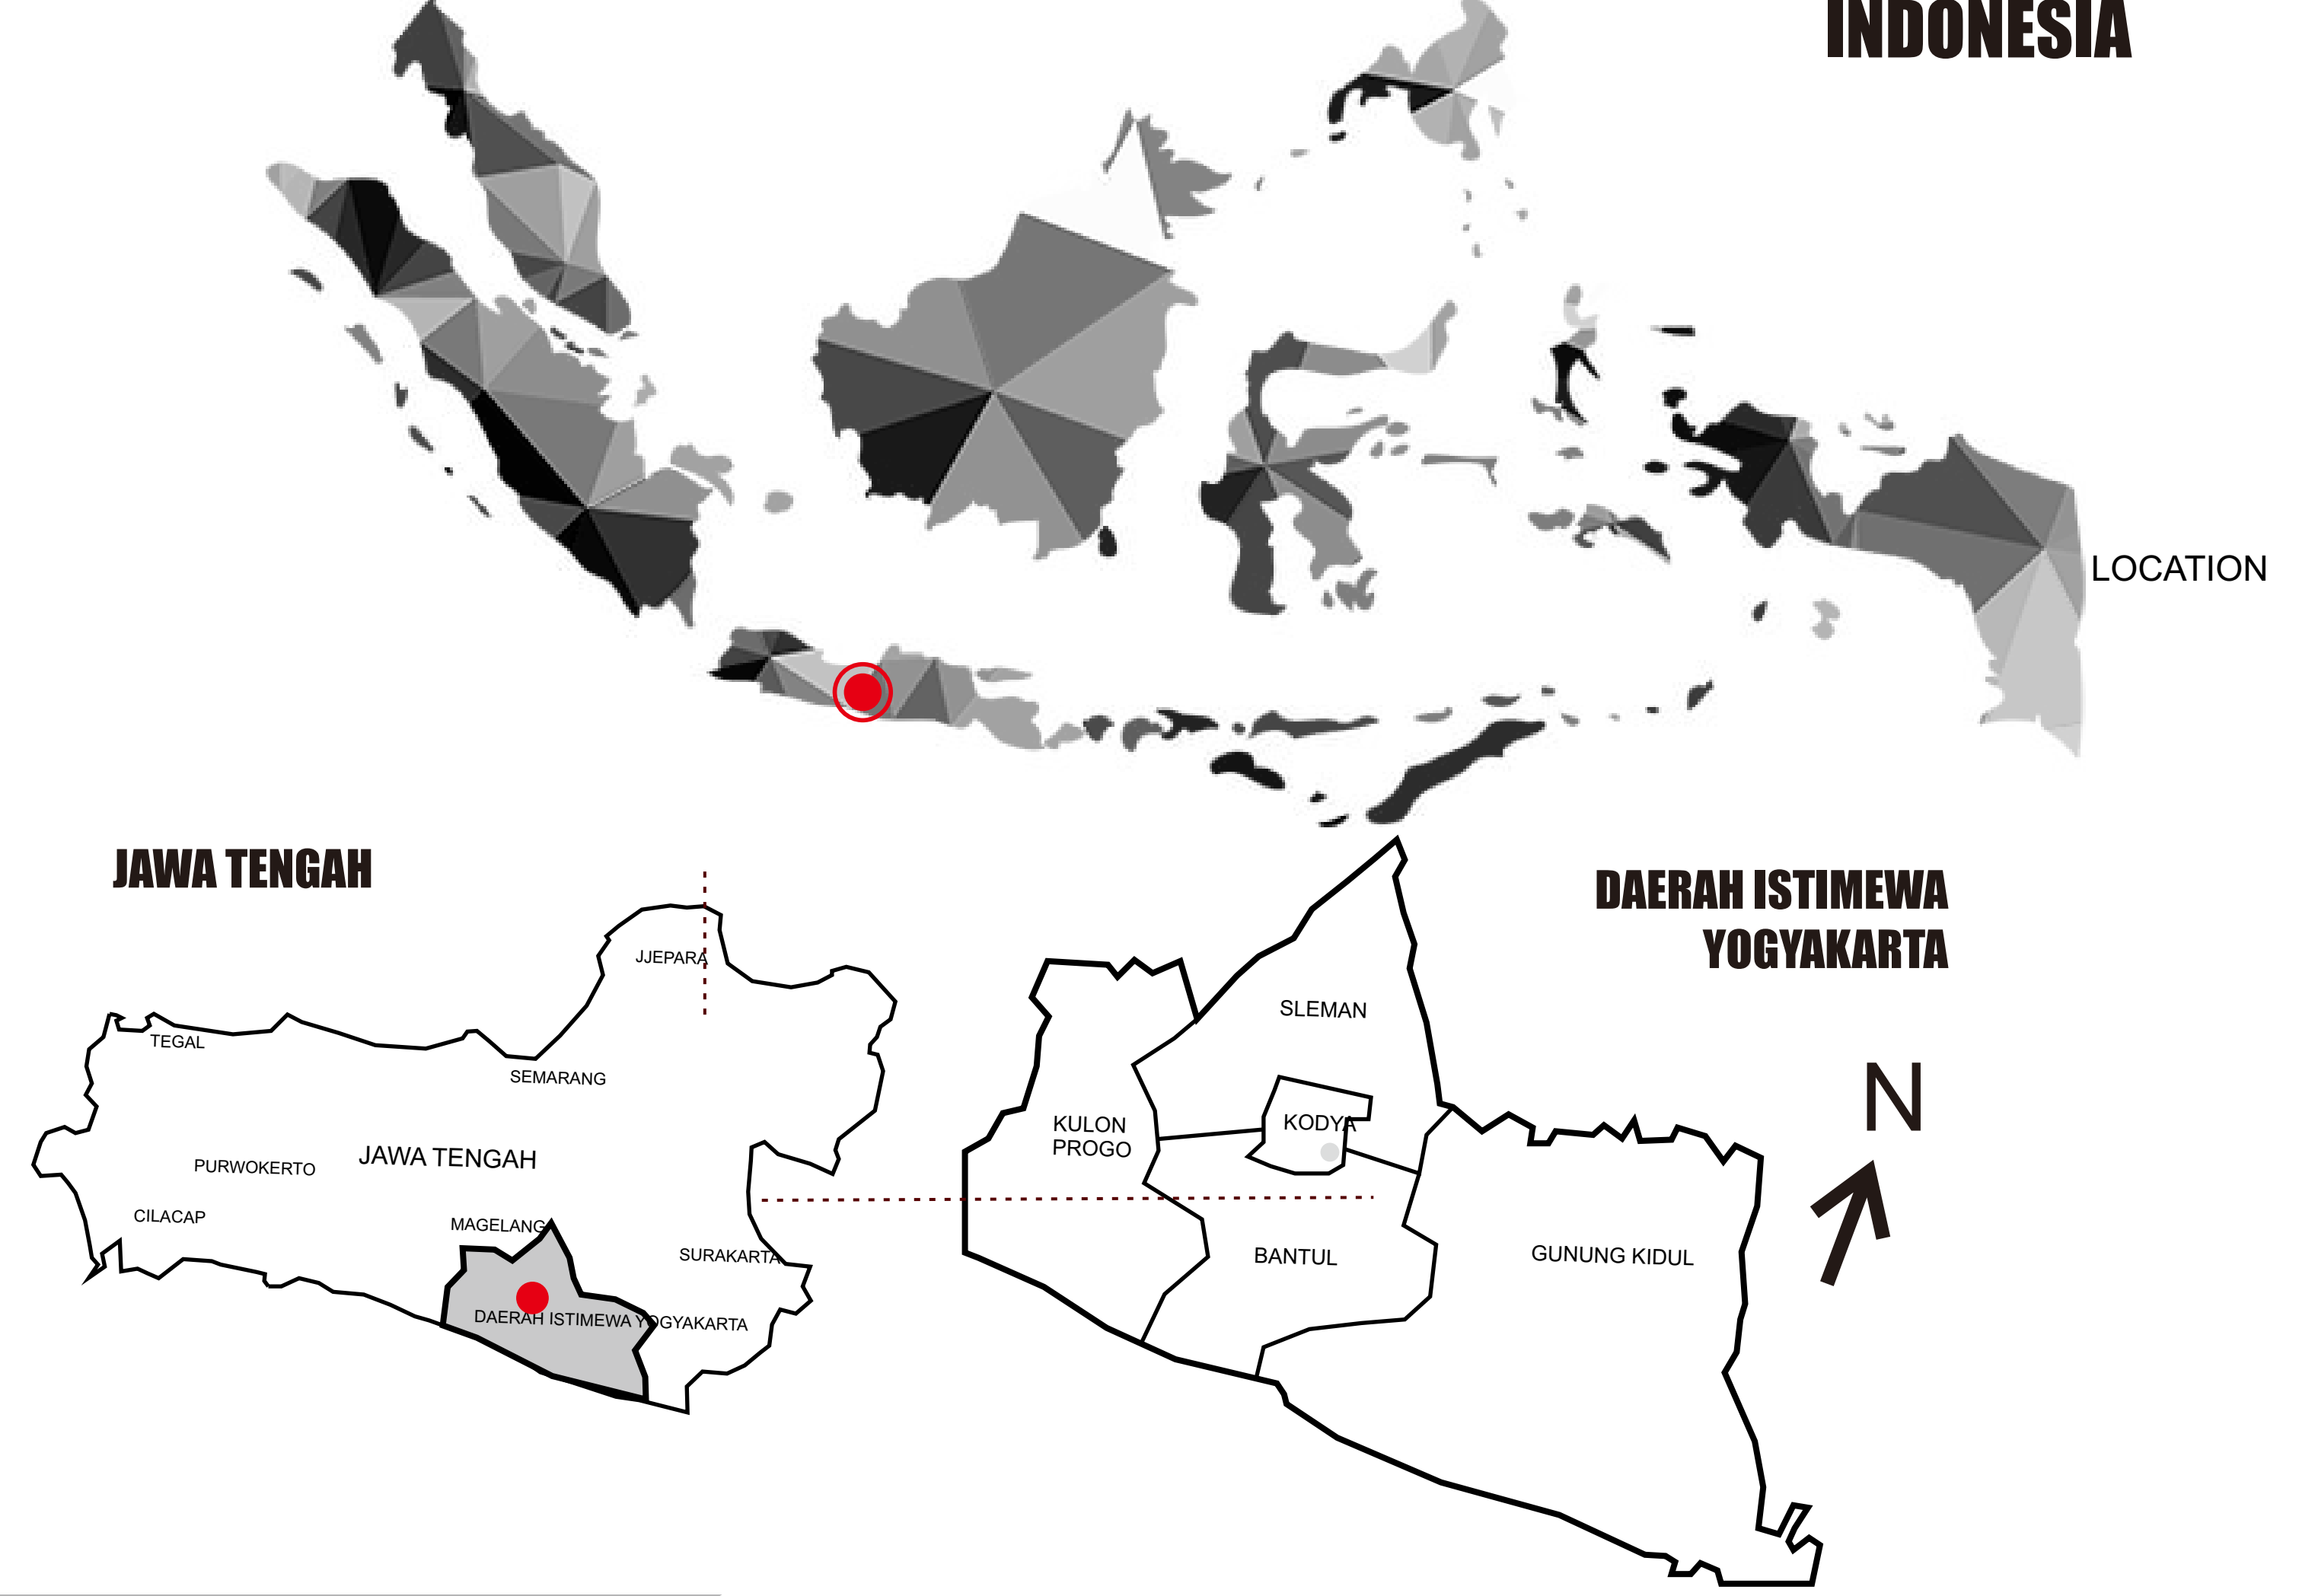 INDONESIA
LOCATION
JAWA TENGAH
DAERAH ISTIMEWA
YOGYAKARTA
JJEPARA
TEGAL
SEMARANG
PURWOKERTO
JAWA TENGAH
CILACAP
MAGELANG
SURAKARTA
DAERAH ISTIMEWA YOGYAKARTA
SLEMAN
KULON
PROGO
KODYA
BANTUL
GUNUNG KIDUL
N